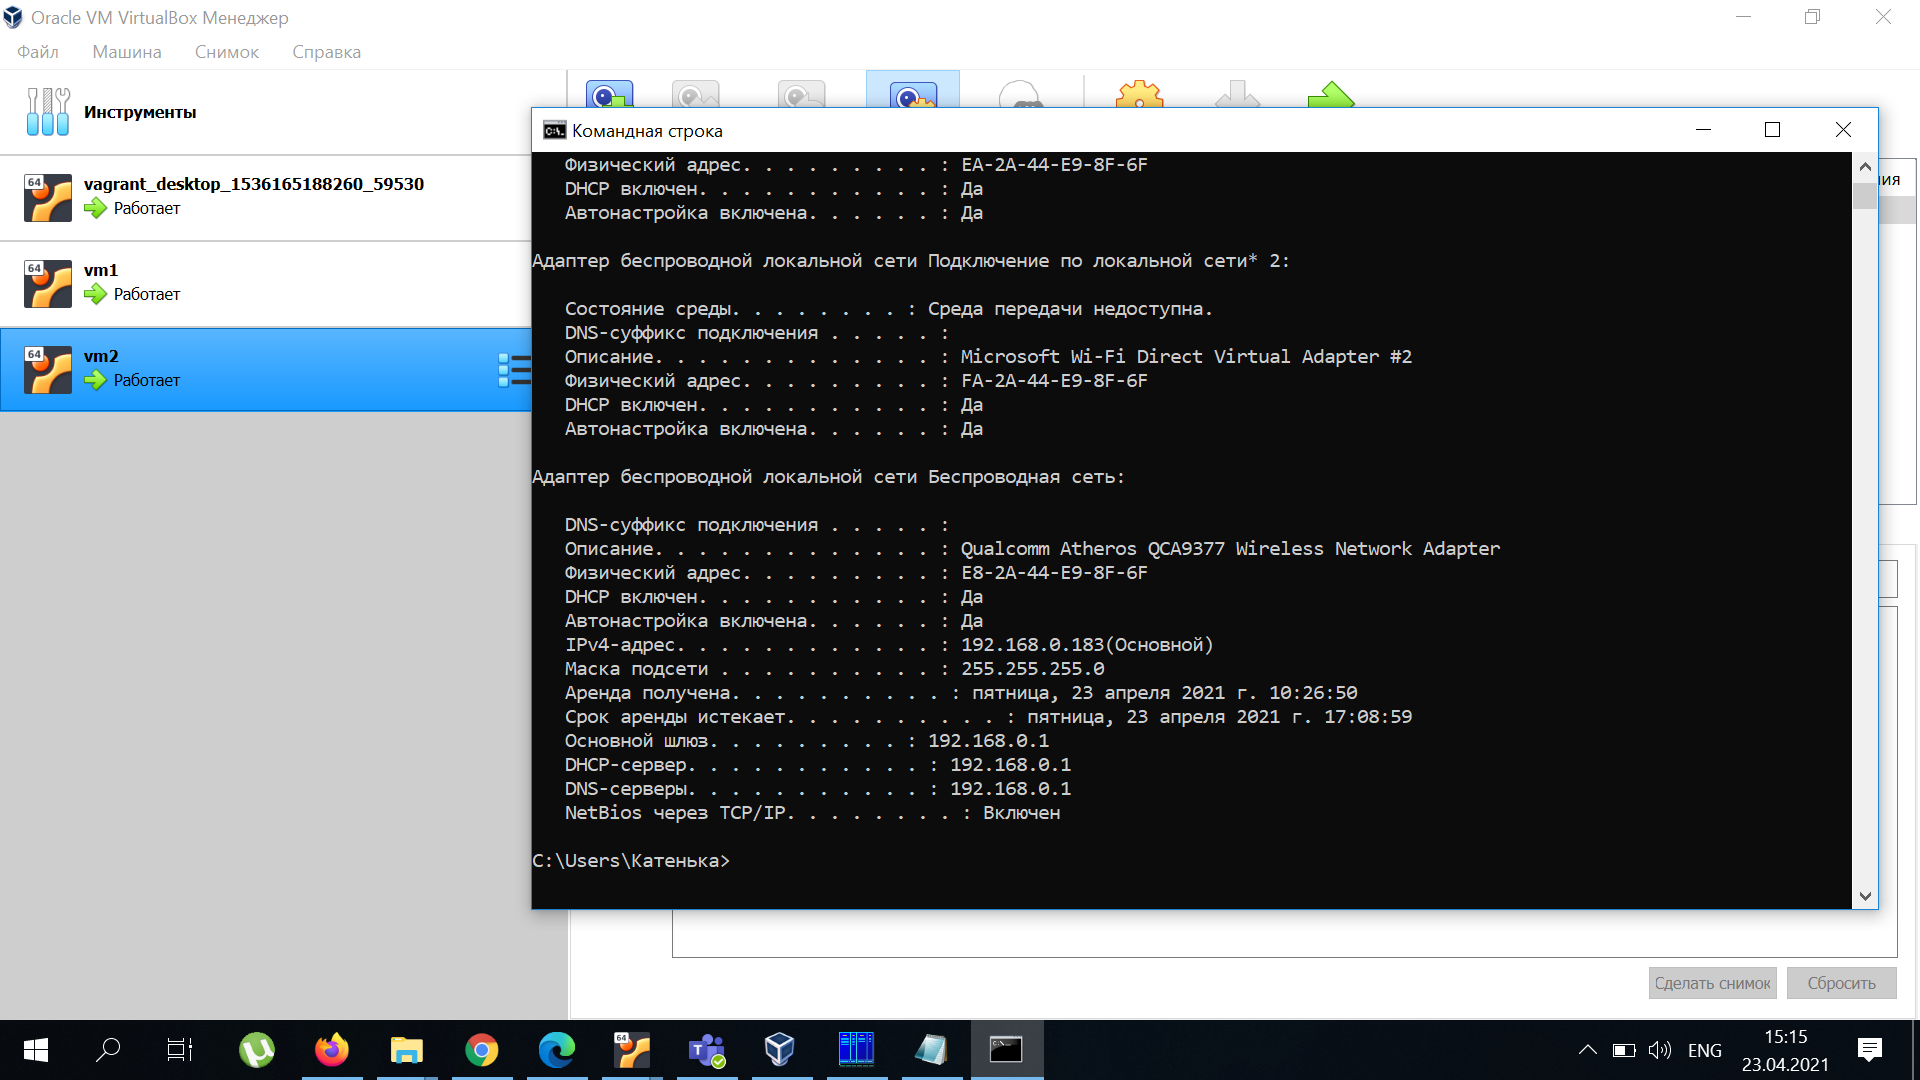 Oracle VM VirtualBox Менеджер
Файл Машина Снимок Справка
Инструменты
64
vagrant_desktop_1536165188260_59530
Работает
64
vm1
Работает
64
vm2
Работает
Командная строка
Физический адрес. . . . . . . . . : EA-2A-44-E9-8F-6F
DHCP включен. . . . . . . . . . . : Да
Автонастройка включена. . . . . . : Да
Адаптер беспроводной локальной сети Подключение по локальной сети* 2:
Состояние среды. . . . . . . . : Среда передачи недоступна.
DNS-суффикс подключения . . . . . :
Описание. . . . . . . . . . . . . : Microsoft Wi-Fi Direct Virtual Adapter #2
Физический адрес. . . . . . . . . : FA-2A-44-E9-8F-6F
DHCP включен. . . . . . . . . . . : Да
Автонастройка включена. . . . . . : Да
Адаптер беспроводной локальной сети Беспроводная сеть:
DNS-суффикс подключения . . . . . :
Описание. . . . . . . . . . . . . : Qualcomm Atheros QCA9377 Wireless Network Adapter
Физический адрес. . . . . . . . . : E8-2A-44-E9-8F-6F
DHCP включен. . . . . . . . . . . : Да
Автонастройка включена. . . . . . : Да
IPv4-адрес. . . . . . . . . . . . : 192.168.0.183(Основной)
Маска подсети . . . . . . . . . . : 255.255.255.0
Аренда получена. . . . . . . . . . : пятница, 23 апреля 2021 г. 10:26:50
Срок аренды истекает. . . . . . . . . . : пятница, 23 апреля 2021 г. 17:08:59
Основной шлюз. . . . . . . . . : 192.168.0.1
DHCP-сервер. . . . . . . . . . . : 192.168.0.1
DNS-серверы. . . . . . . . . . . : 192.168.0.1
NetBios через TCP/IP. . . . . . . . : Включен
C:\Users\Катенька>
ия
Сделать снимок Сбросить
64
ENG
15:15
23.04.2021